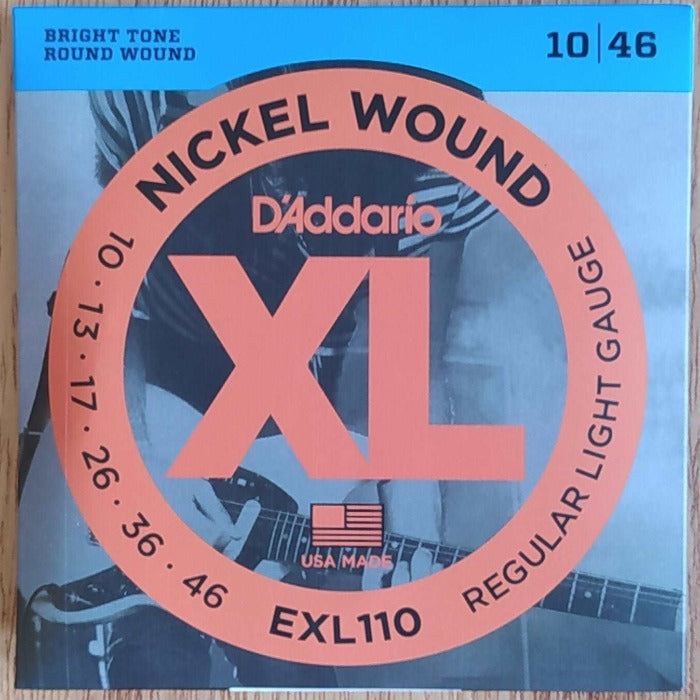 BRIGHT TONE
ROUND WOUND
10|46
NICKEL WOUND
D'Addario
XL
10 · 13 · 17 · 26 · 36 · 46
REGULAR LIGHT GAUGE
USA MADE
EXL110